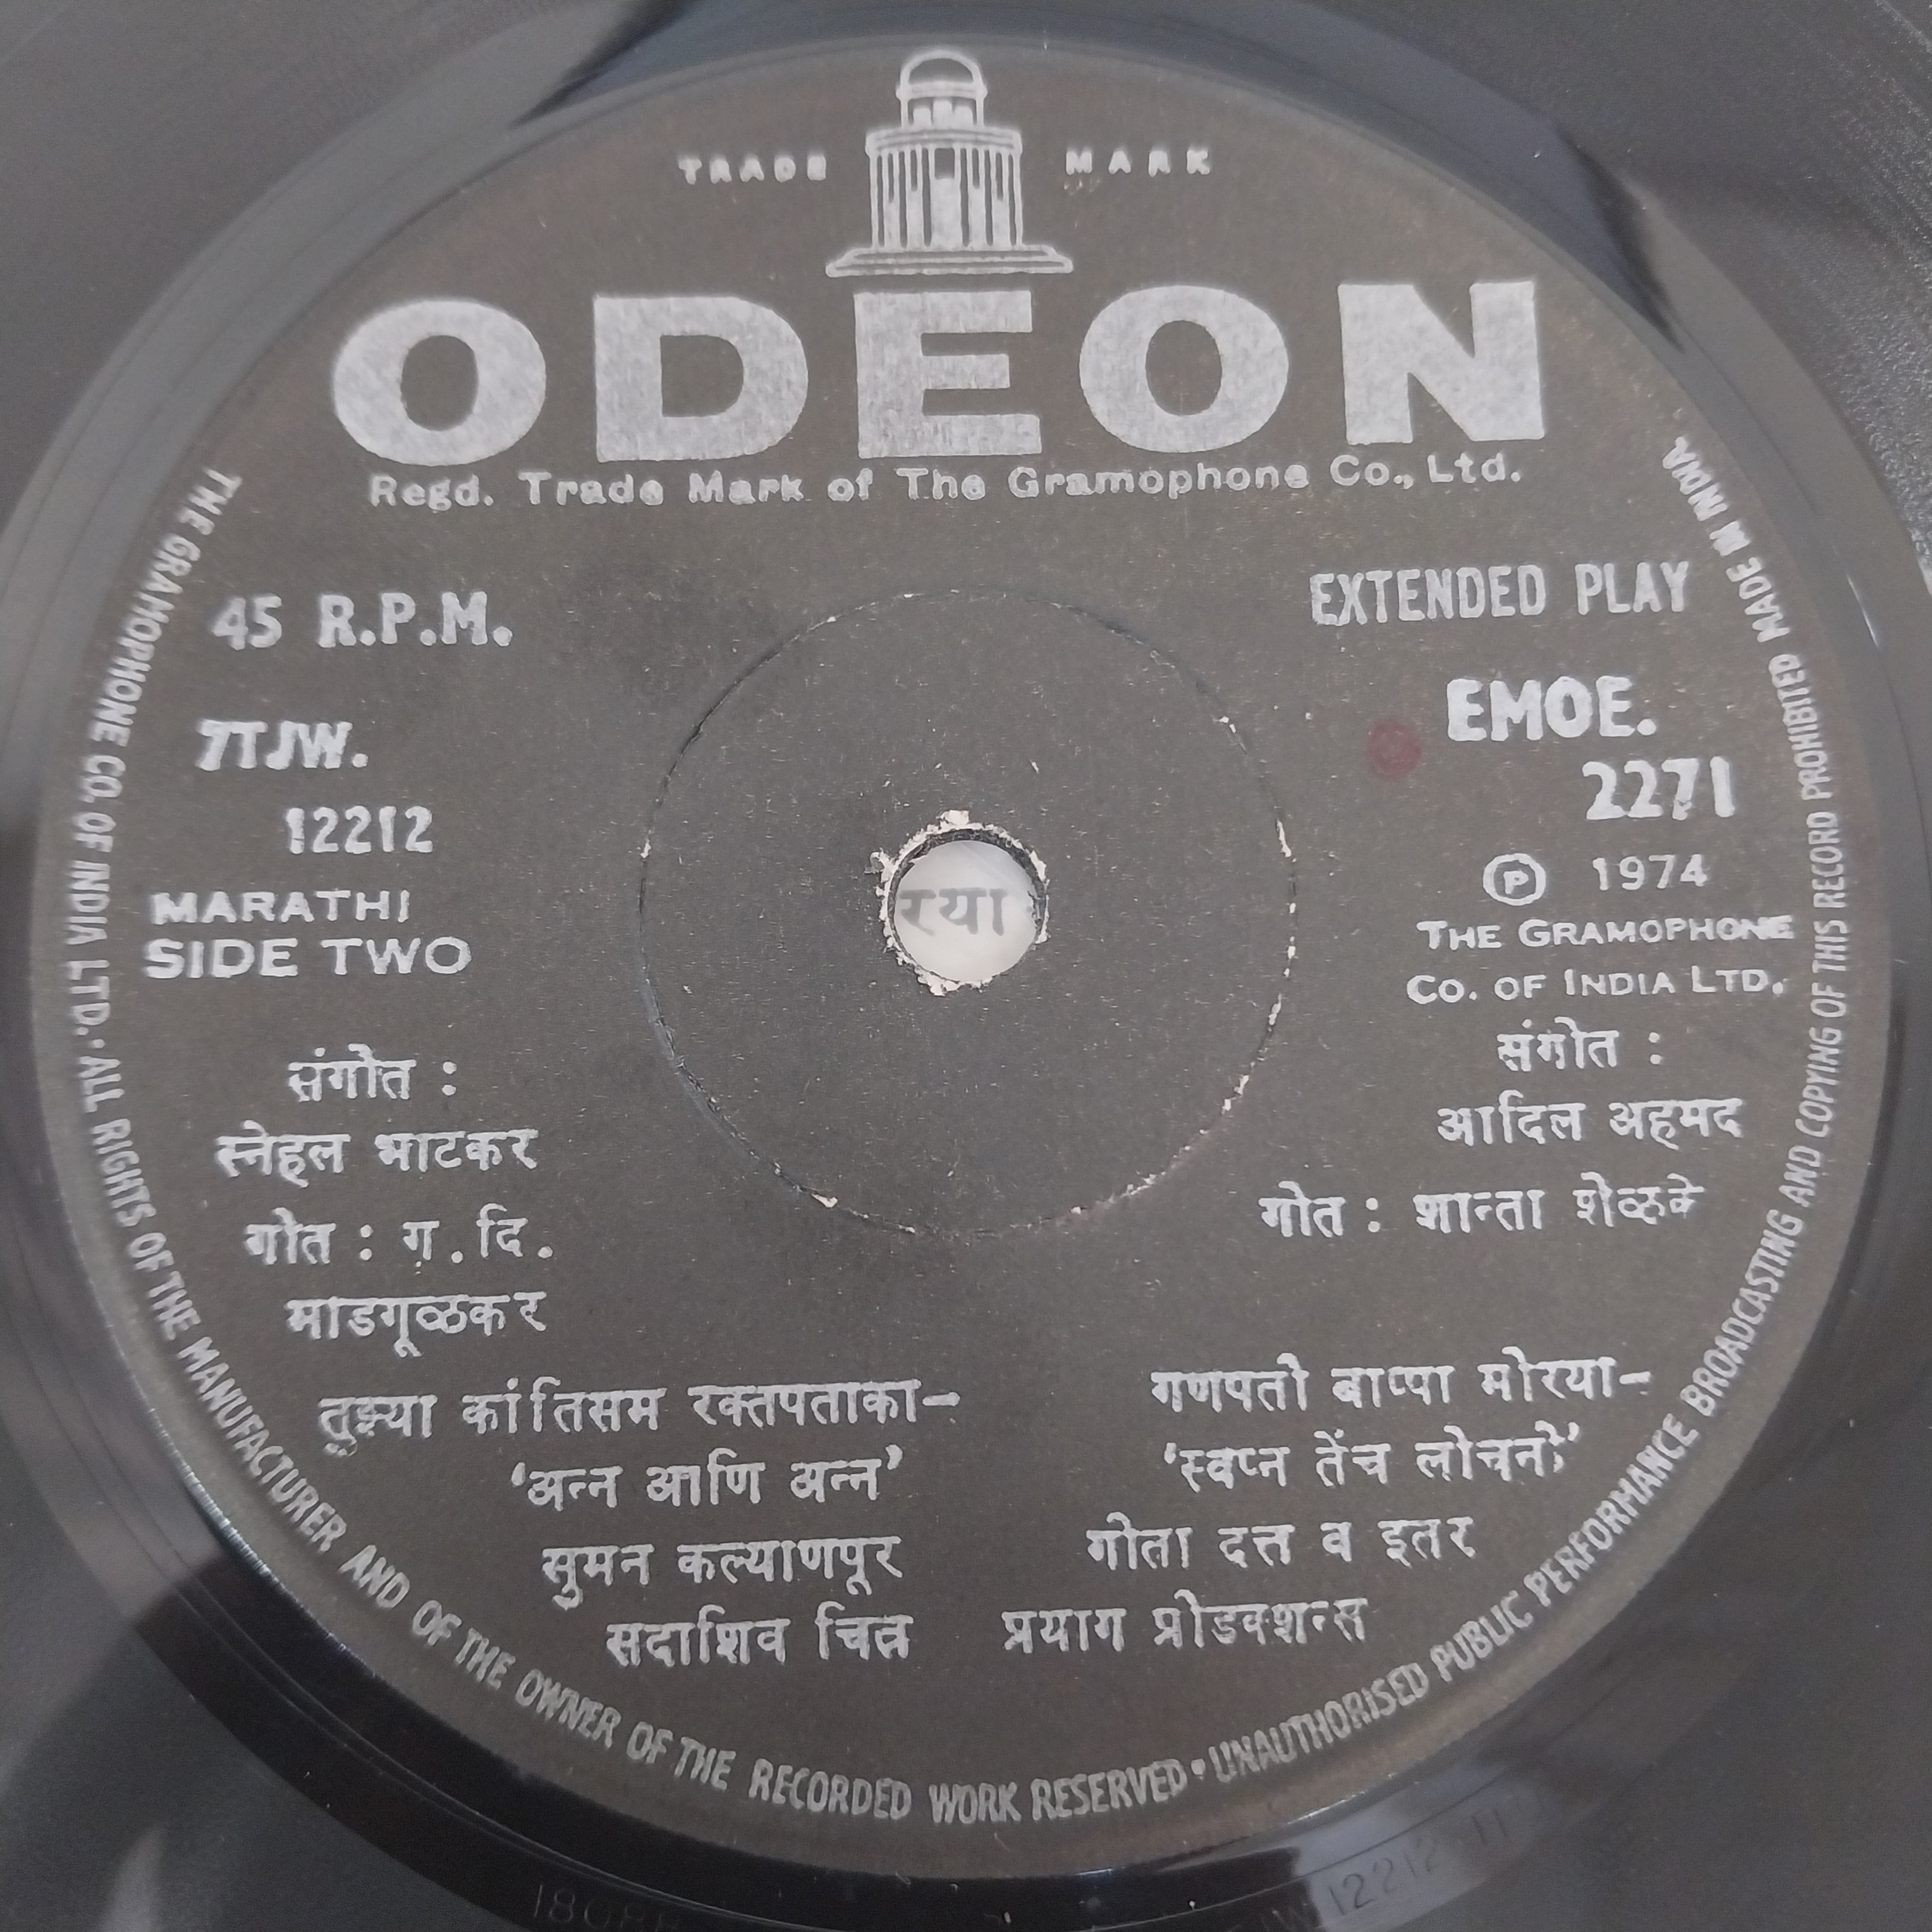 TRADE MARK
ODEON
Regd. Trade Mark of The Gramophone Co., Ltd.
45 R.P.M.
EXTENDED PLAY
7TJW.
12212
EMOE.
2271
Ⓟ 1974
THE GRAMOPHONE
CO. OF INDIA LTD.
MARATHI
SIDE TWO
रया
संगीत :
स्नेहल भाटकर
गीत : ग. दि.
माडगूळकर
संगीत :
आदिल अहमद
गीत : शान्ता शेळके
तुझ्या कांतिसम रक्तपताका–
‘अन्न आणि अन्न’
सुमन कल्याणपूर
सदाशिव चित्र
गणपती बाप्पा मोरया–
‘स्वप्न तेंच लोचनीं’
गीता दत्त व इतर
प्रयाग प्रोडक्शन्स
THE GRAMOPHONE CO. OF INDIA LTD. • ALL RIGHTS OF THE MANUFACTURER AND OF THE OWNER OF THE RECORDED WORK RESERVED • UNAUTHORISED PUBLIC PERFORMANCE BROADCASTING AND COPYING OF THIS RECORD PROHIBITED MADE IN INDIA.
12212